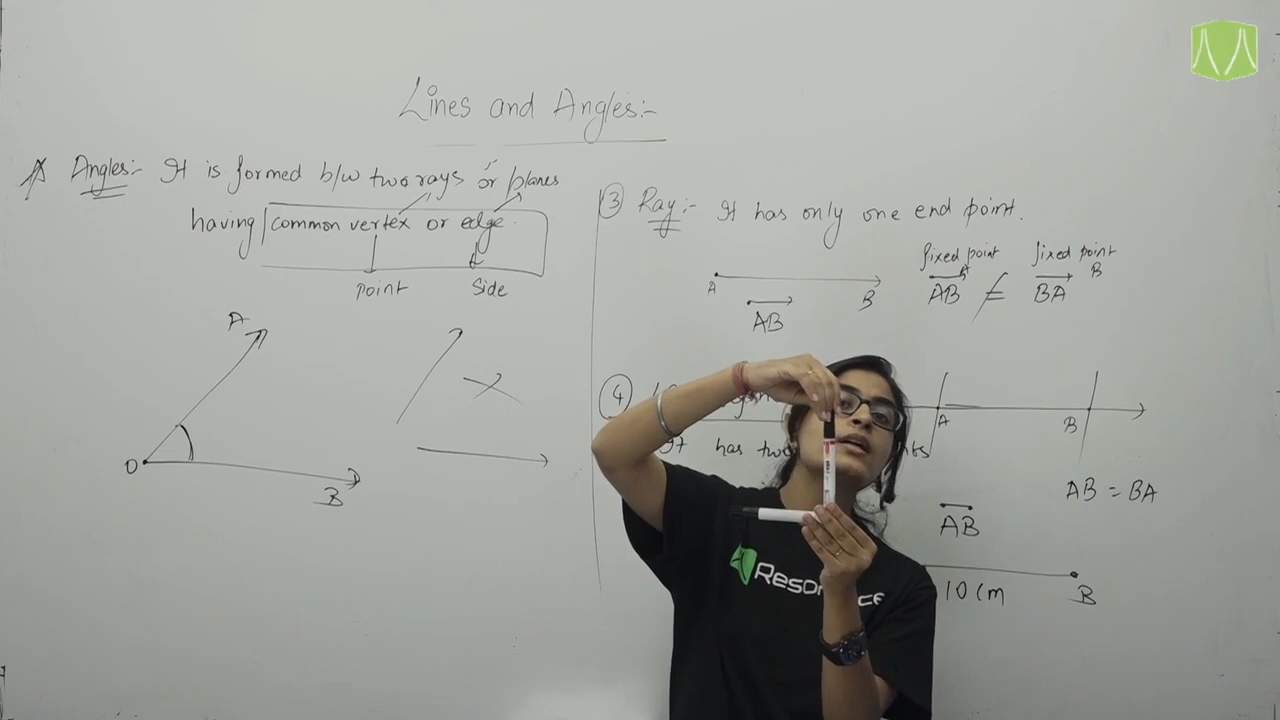 Lines and Angles:-
Angles:- It is formed b/w two rays or planes
having common vertex or edge.
Point
Side
A
O
B
3 Ray:- It has only one end point.
A
B
AB
fixed point
A
AB ≠ BA
fixed point
B
4
It has two
A
B
AB
AB = BA
10 cm
B
Reso
ce